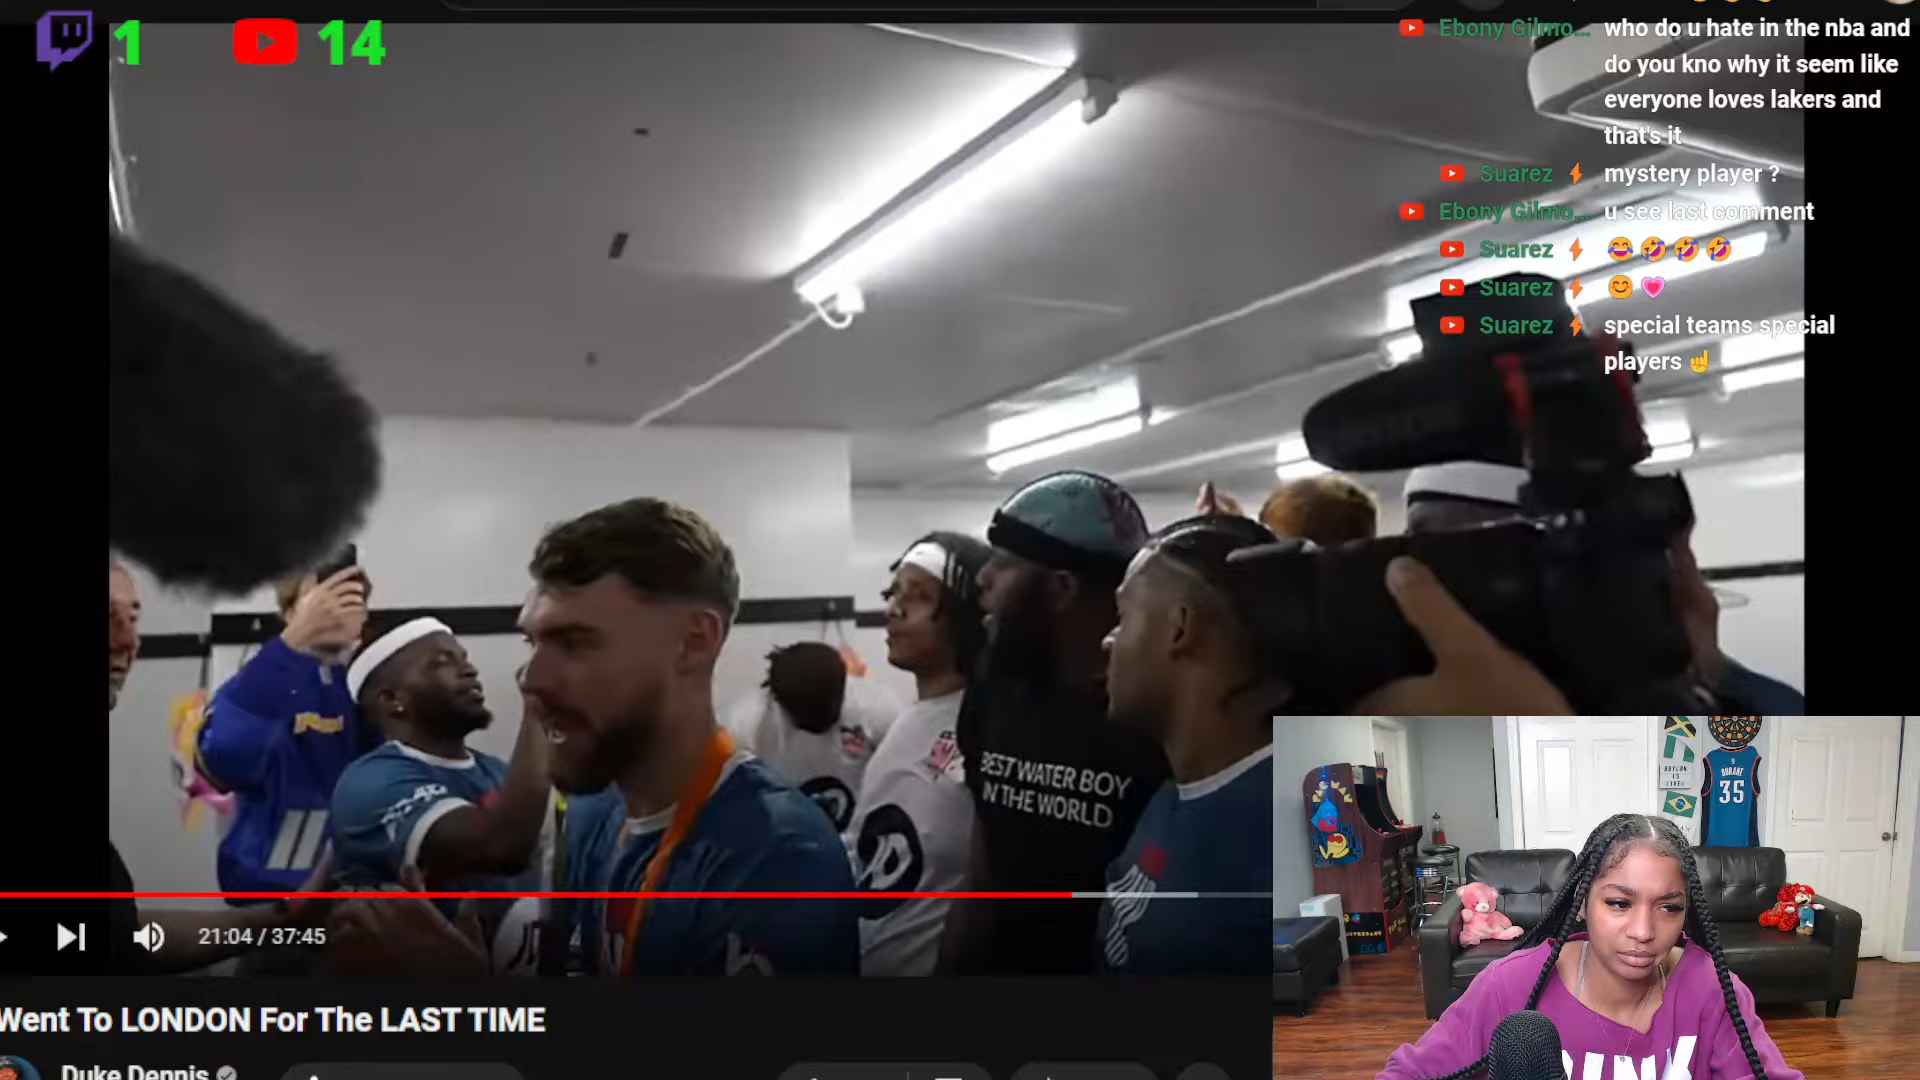 1
14
Ebony Gilmo...
who do u hate in the nba and
do you kno why it seem like
everyone loves lakers and
that's it
Suarez
mystery player ?
Ebony Gilmo...
u see last comment
Suarez
😂🤣🤣🤣
Suarez
😊💗
Suarez
special teams special
players ☝
BEST WATER BOY
IN THE WORLD
DURANT
35
21:04 / 37:45
Went To LONDON For The LAST TIME
Duke Dennis